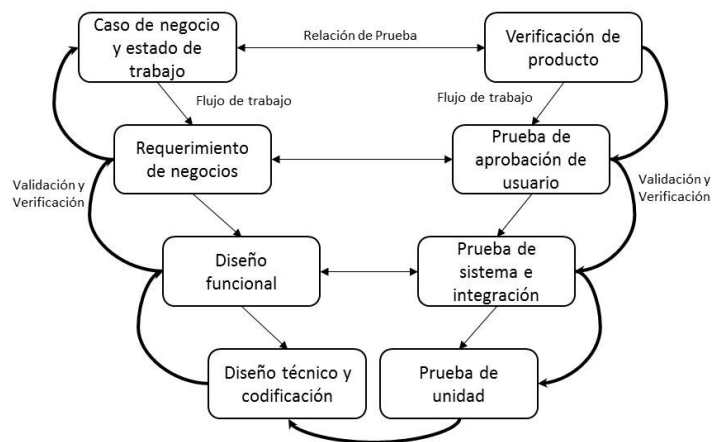 Caso de negocio
y estado de
trabajo
Relación de Prueba
Verificación de
producto
Flujo de trabajo
Flujo de trabajo
Requerimiento
de negocios
Prueba de
aprobación de
usuario
Validación y
Verificación
Validación y
Verificación
Diseño
funcional
Prueba de
sistema e
integración
Diseño técnico y
codificación
Prueba de
unidad